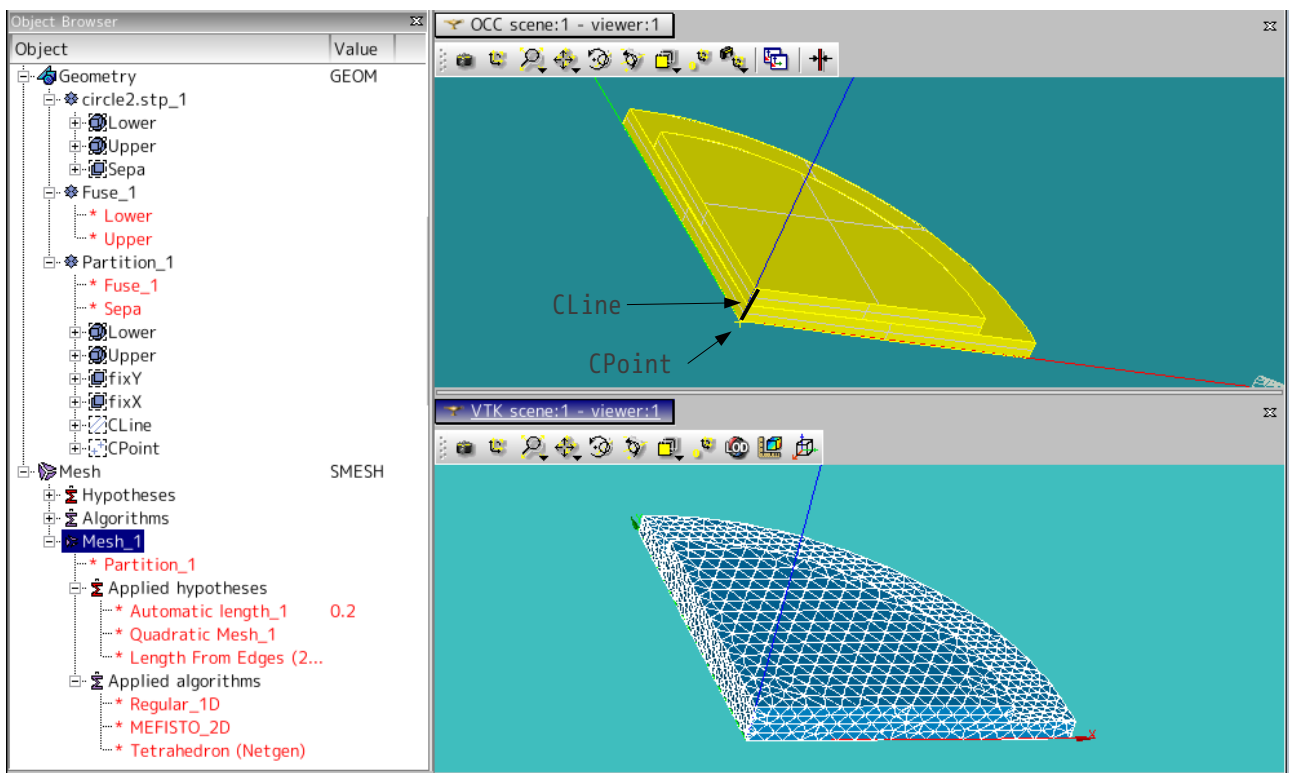 Object Browser
Object Value
Geometry GEOM
circle2.stp_1
Lower
Upper
Sepa
Fuse_1
* Lower
* Upper
Partition_1
* Fuse_1
* Sepa
Lower
Upper
fixY
fixX
CLine
CPoint
Mesh SMESH
Hypotheses
Algorithms
Mesh_1
* Partition_1
Applied hypotheses
* Automatic length_1 0.2
* Quadratic Mesh_1
* Length From Edges (2...
Applied algorithms
* Regular_1D
* MEFISTO_2D
* Tetrahedron (Netgen)
OCC scene:1 - viewer:1
CLine
CPoint
VTK scene:1 - viewer:1
LOD
X